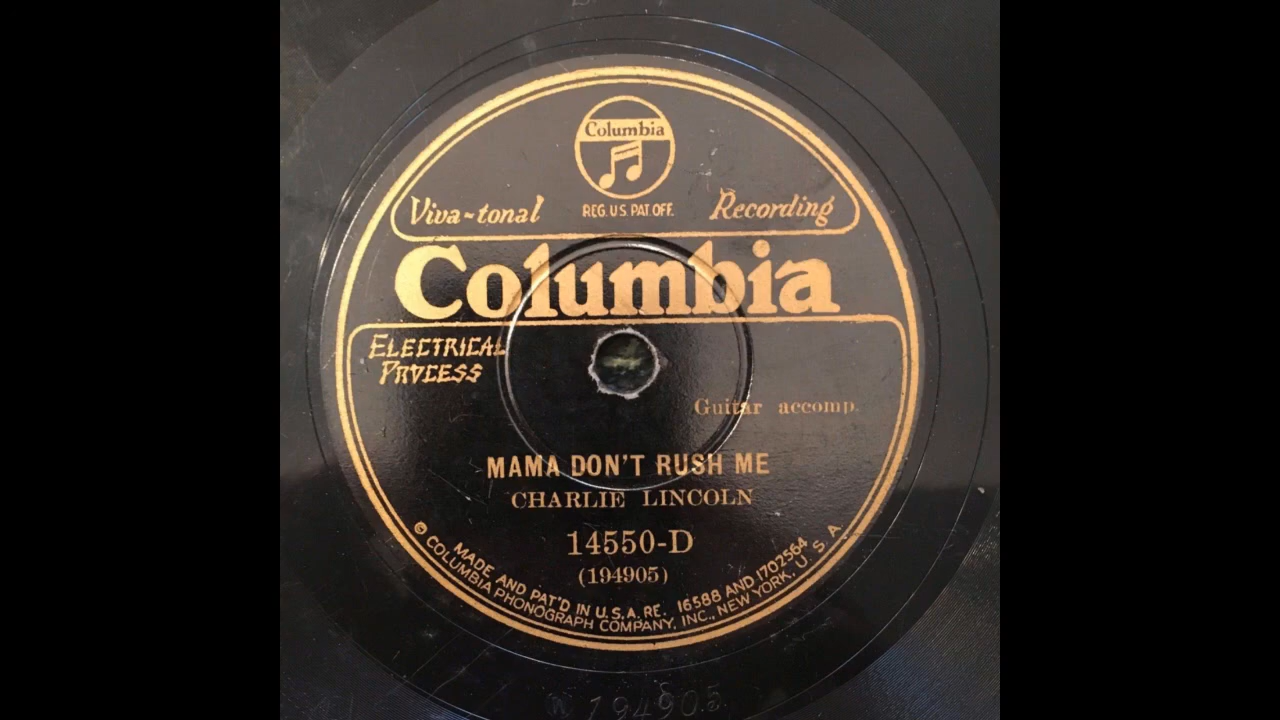 Columbia
Viva-tonal REG. U.S. PAT. OFF. Recording
Columbia
ELECTRICAL
PROCESS
Guitar accomp.
MAMA DON'T RUSH ME
CHARLIE LINCOLN
14550-D
(194905)
MADE AND PAT'D IN U.S.A. RE. 16588 AND 1702564
© COLUMBIA PHONOGRAPH COMPANY, INC., NEW YORK, U. S. A.
W 194905